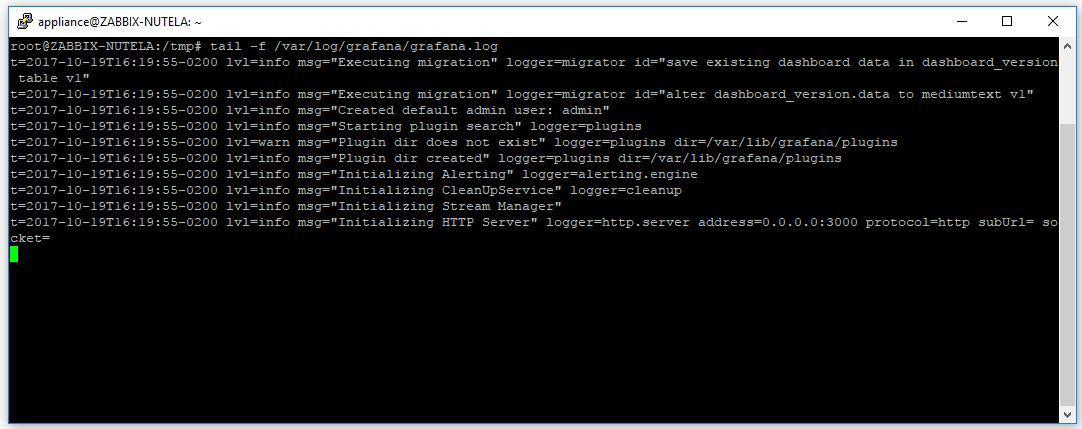 appliance@ZABBIX-NUTELA: ~
root@ZABBIX-NUTELA:/tmp# tail -f /var/log/grafana/grafana.log
t=2017-10-19T16:19:55-0200 lvl=info msg="Executing migration" logger=migrator id="save existing dashboard data in dashboard_version
 table v1"
t=2017-10-19T16:19:55-0200 lvl=info msg="Executing migration" logger=migrator id="alter dashboard_version.data to mediumtext v1"
t=2017-10-19T16:19:55-0200 lvl=info msg="Created default admin user: admin"
t=2017-10-19T16:19:55-0200 lvl=info msg="Starting plugin search" logger=plugins
t=2017-10-19T16:19:55-0200 lvl=warn msg="Plugin dir does not exist" logger=plugins dir=/var/lib/grafana/plugins
t=2017-10-19T16:19:55-0200 lvl=info msg="Plugin dir created" logger=plugins dir=/var/lib/grafana/plugins
t=2017-10-19T16:19:55-0200 lvl=info msg="Initializing Alerting" logger=alerting.engine
t=2017-10-19T16:19:55-0200 lvl=info msg="Initializing CleanUpService" logger=cleanup
t=2017-10-19T16:19:55-0200 lvl=info msg="Initializing Stream Manager"
t=2017-10-19T16:19:55-0200 lvl=info msg="Initializing HTTP Server" logger=http.server address=0.0.0.0:3000 protocol=http subUrl= so
cket=